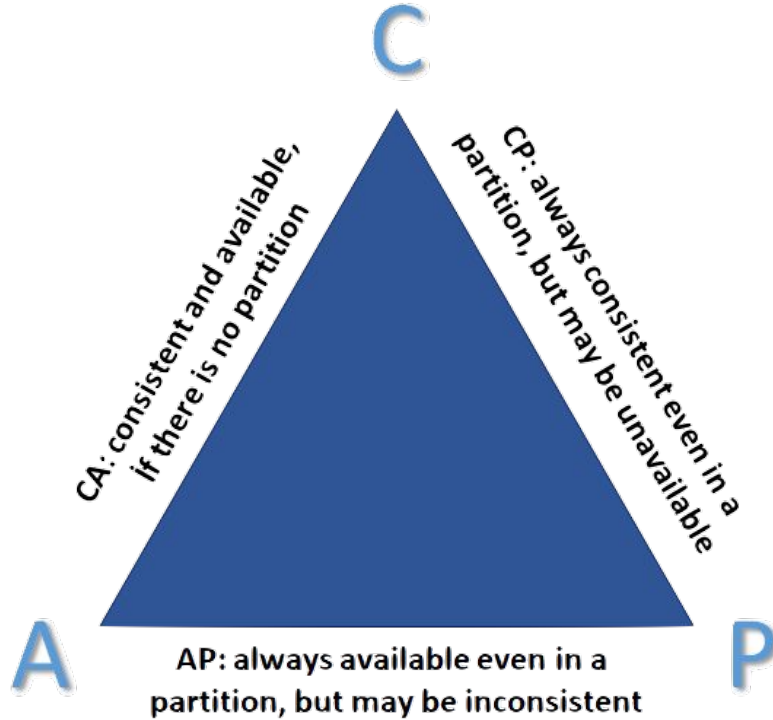 C
CA: consistent and available,
if there is no partition
CP: always consistent even in a
partition, but may be unavailable
A
P
AP: always available even in a
partition, but may be inconsistent